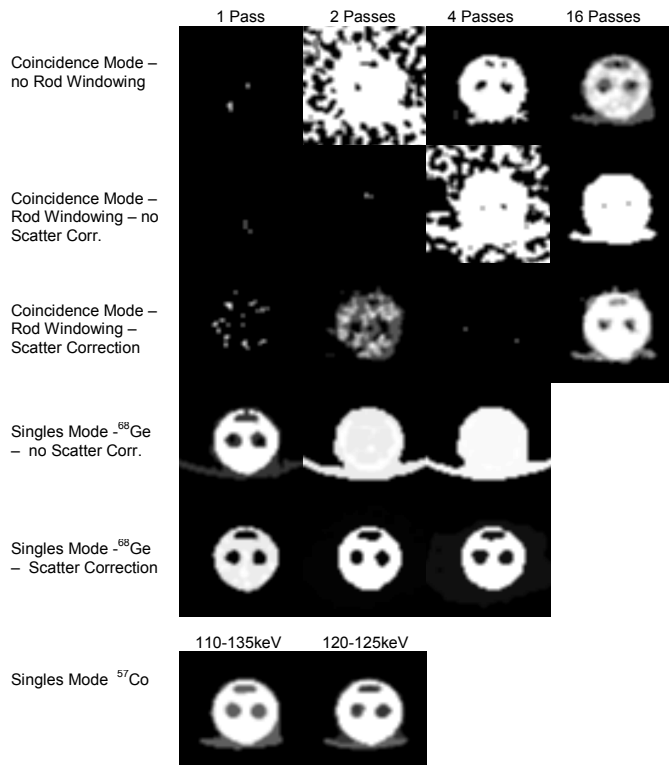 1 Pass 2 Passes 4 Passes 16 Passes
Coincidence Mode –
no Rod Windowing
Coincidence Mode –
Rod Windowing – no
Scatter Corr.
Coincidence Mode –
Rod Windowing –
Scatter Correction
Singles Mode -68Ge
– no Scatter Corr.
Singles Mode -68Ge
– Scatter Correction
110-135keV 120-125keV
Singles Mode 57Co